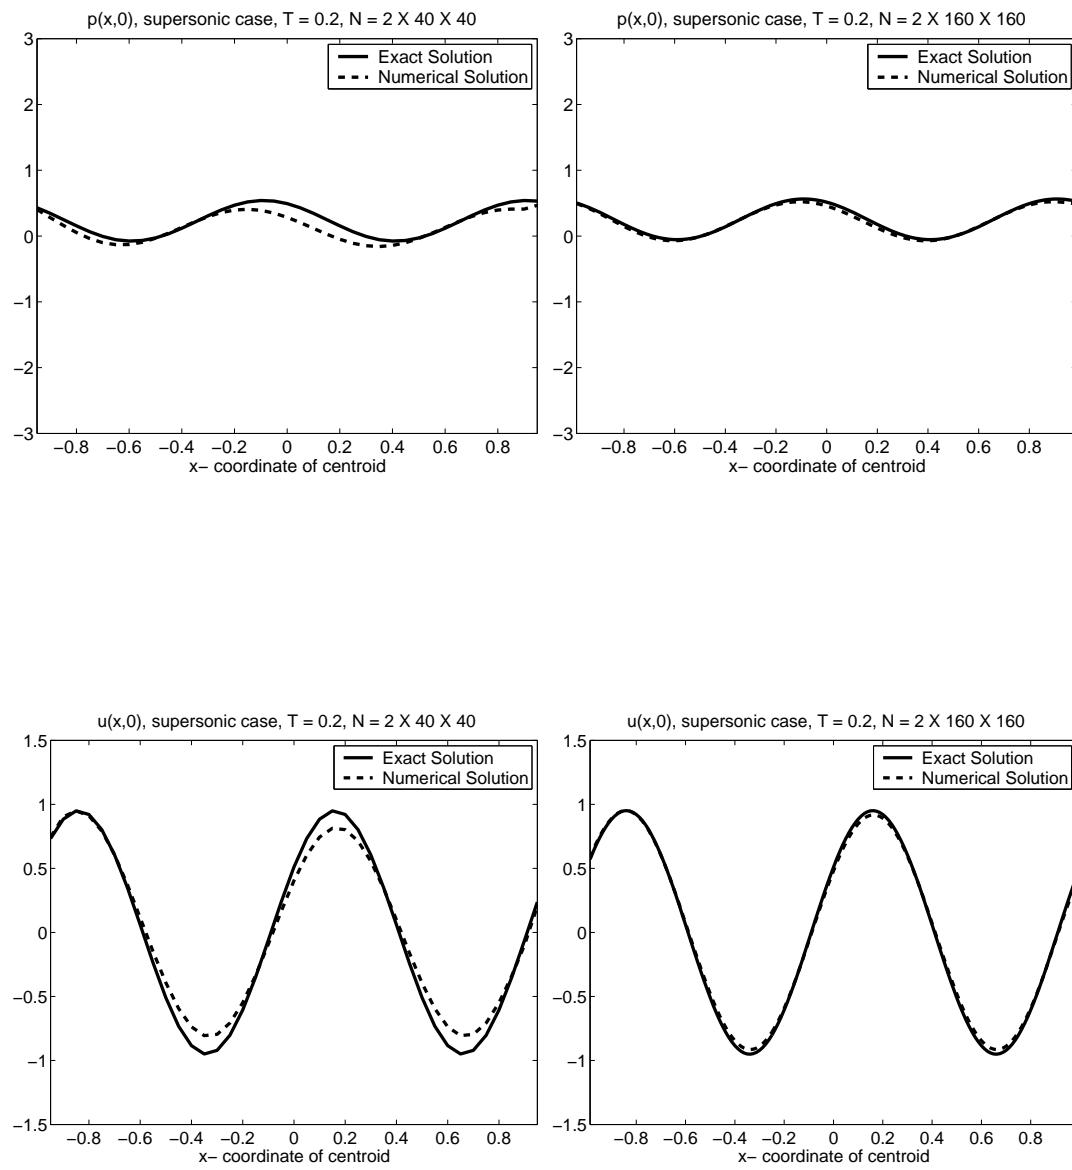 p(x,0), supersonic case, T = 0.2, N = 2 X 40 X 40
Exact Solution
Numerical Solution
3
2
1
0
−1
−2
−3
−0.8 −0.6 −0.4 −0.2 0 0.2 0.4 0.6 0.8
x− coordinate of centroid
p(x,0), supersonic case, T = 0.2, N = 2 X 160 X 160
Exact Solution
Numerical Solution
3
2
1
0
−1
−2
−3
−0.8 −0.6 −0.4 −0.2 0 0.2 0.4 0.6 0.8
x− coordinate of centroid
u(x,0), supersonic case, T = 0.2, N = 2 X 40 X 40
Exact Solution
Numerical Solution
1.5
1
0.5
0
−0.5
−1
−1.5
−0.8 −0.6 −0.4 −0.2 0 0.2 0.4 0.6 0.8
x− coordinate of centroid
u(x,0), supersonic case, T = 0.2, N = 2 X 160 X 160
Exact Solution
Numerical Solution
1.5
1
0.5
0
−0.5
−1
−1.5
−0.8 −0.6 −0.4 −0.2 0 0.2 0.4 0.6 0.8
x− coordinate of centroid